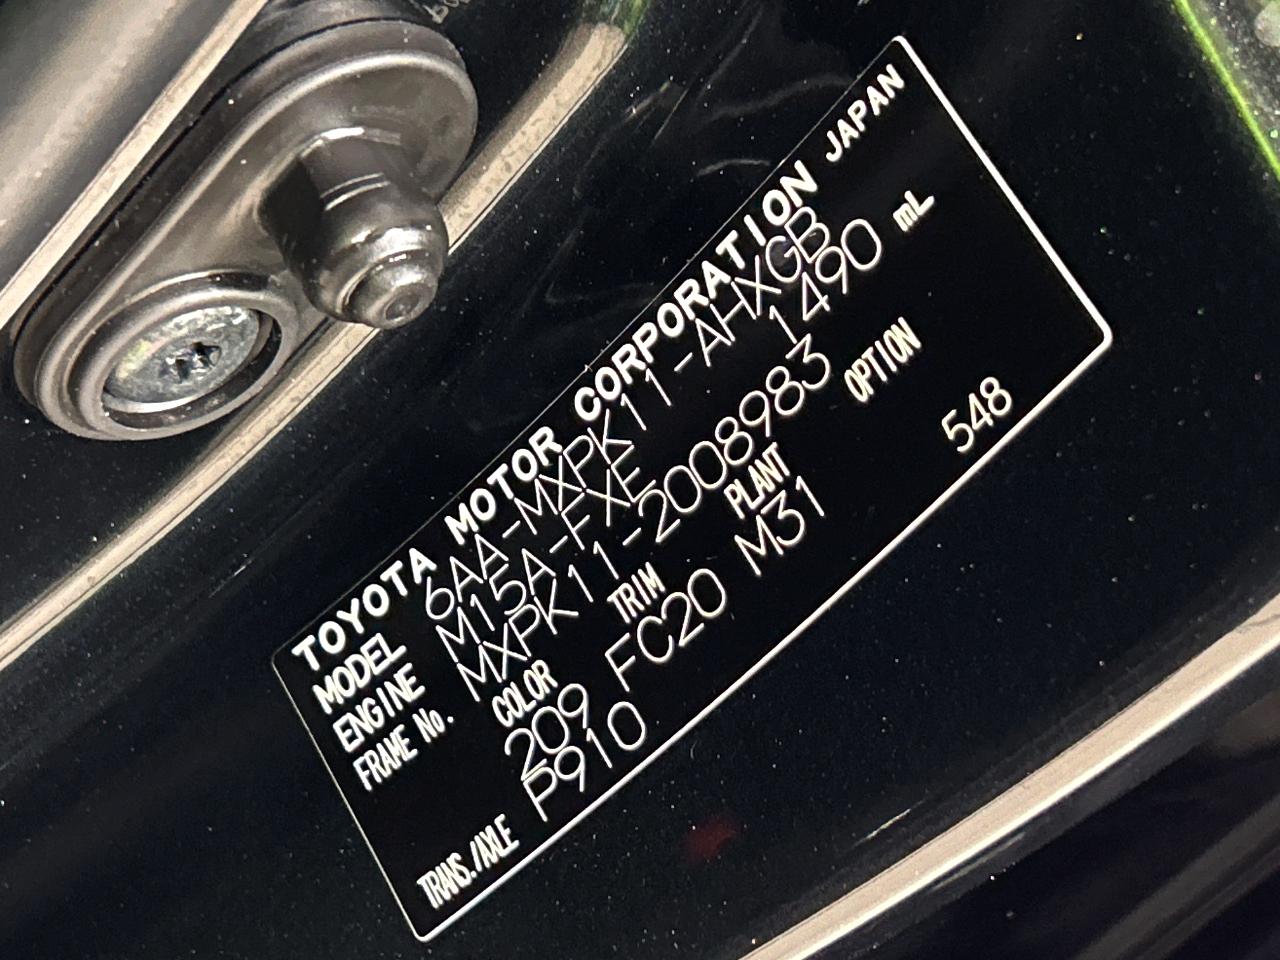 TOYOTA MOTOR CORPORATION JAPAN
MODEL 6AA-MXPK11-AHXGB
ENGINE M15A-FXE 1490 mL
FRAME No. MXPK11-2008983
COLOR TRIM PLANT OPTION
209 FC20 M31 548
TRANS./AXLE P910